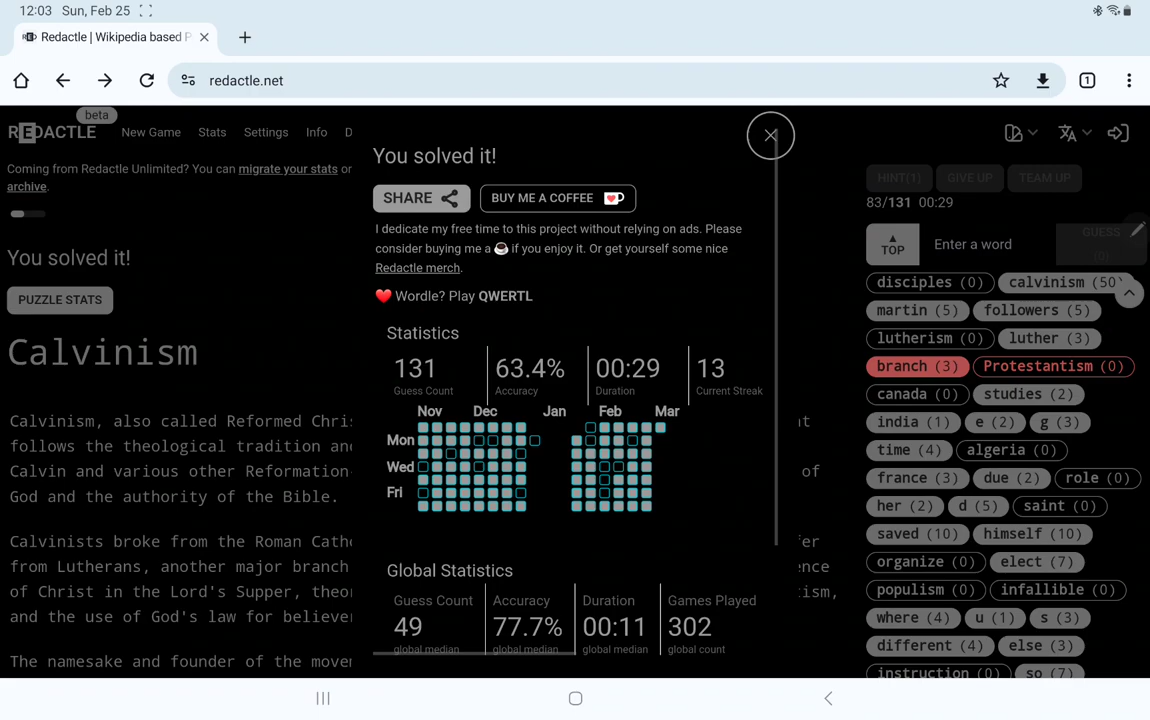 12:03 Sun, Feb 25
Redactle | Wikipedia based P
redactle.net
beta
REDACTLE New Game Stats Settings Info D
Coming from Redactle Unlimited? You can migrate your stats or
archive.
You solved it!
PUZZLE STATS
Calvinism
Calvinism, also called Reformed Chris
follows the theological tradition and
Calvin and various other Reformation-
God and the authority of the Bible.
Calvinists broke from the Roman Cath
from Lutherans, another major branch
of Christ in the Lord's Supper, theor
and the use of God's law for believer
The namesake and founder of the movem
You solved it!
SHARE
BUY ME A COFFEE
I dedicate my free time to this project without relying on ads. Please
consider buying me a ☕ if you enjoy it. Or get yourself some nice
Redactle merch.
❤️ Wordle? Play QWERTL
Statistics
131 63.4% 00:29 13
Guess Count Accuracy Duration Current Streak
Nov Dec Jan Feb Mar
Mon
Wed
Fri
Global Statistics
Guess Count Accuracy Duration Games Played
49 77.7% 00:11 302
global median global median global median global count
of
fer
ence
ism,
HINT(1) GIVE UP TEAM UP
83/131 00:29
▲
TOP
Enter a word
GUESS
(0)
disciples (0) calvinism (50)
martin (5) followers (5)
lutherism (0) luther (3)
branch (3) Protestantism (0)
canada (0) studies (2)
india (1) e (2) g (3)
time (4) algeria (0)
france (3) due (2) role (0)
her (2) d (5) saint (0)
saved (10) himself (10)
organize (0) elect (7)
populism (0) infallible (0)
where (4) u (1) s (3)
different (4) else (3)
instruction (0) so (7)